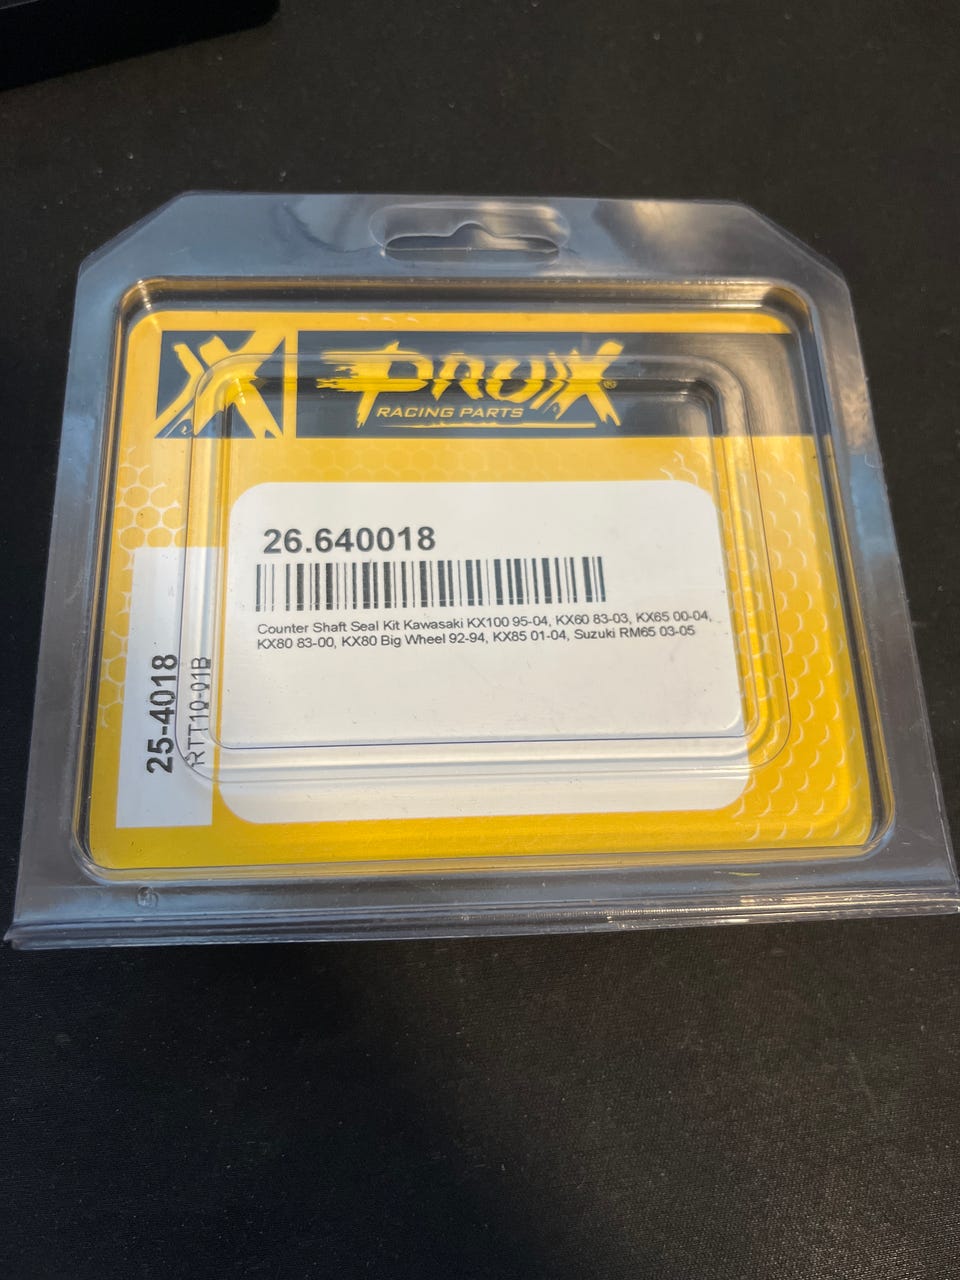 PROX®
RACING PARTS
26.640018
Counter Shaft Seal Kit Kawasaki KX100 95-04, KX60 83-03, KX65 00-04,
KX80 83-00, KX80 Big Wheel 92-94, KX85 01-04, Suzuki RM65 03-05
25-4018
RTT10-01B